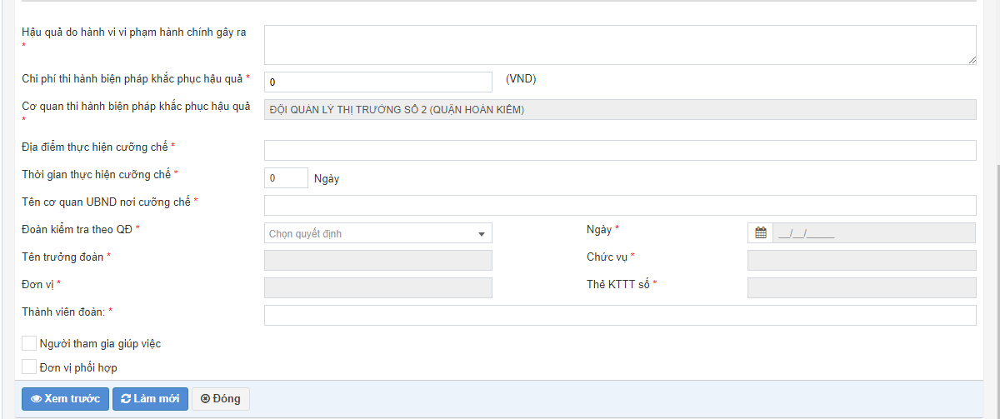 Hậu quả do hành vi vi phạm hành chính gây ra
*
Chi phí thi hành biện pháp khắc phục hậu quả * 0 (VND)
Cơ quan thi hành biện pháp khắc phục hậu quả
* ĐỘI QUẢN LÝ THỊ TRƯỜNG SỐ 2 (QUẬN HOÀN KIẾM)
Địa điểm thực hiện cưỡng chế *
Thời gian thực hiện cưỡng chế * 0 Ngày
Tên cơ quan UBND nơi cưỡng chế *
Đoàn kiểm tra theo QĐ * Chọn quyết định Ngày * __/__/____
Tên trưởng đoàn * Chức vụ *
Đơn vị * Thẻ KTTT số *
Thành viên đoàn: *
Người tham gia giúp việc
Đơn vị phối hợp
Xem trước Làm mới Đóng